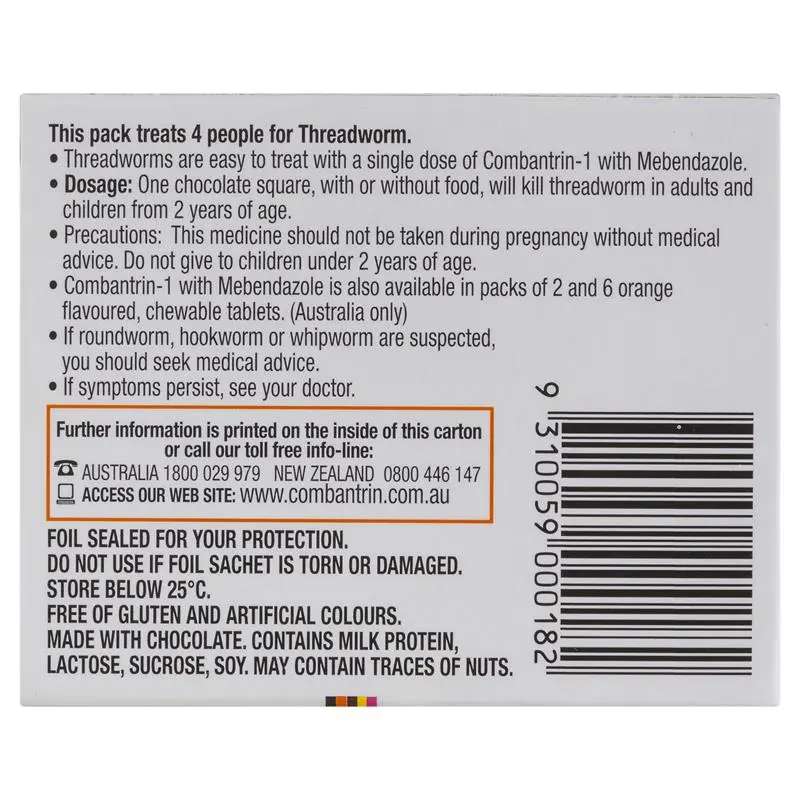 This pack treats 4 people for Threadworm.
• Threadworms are easy to treat with a single dose of Combantrin-1 with Mebendazole.
• Dosage: One chocolate square, with or without food, will kill threadworm in adults and
children from 2 years of age.
• Precautions: This medicine should not be taken during pregnancy without medical
advice. Do not give to children under 2 years of age.
• Combantrin-1 with Mebendazole is also available in packs of 2 and 6 orange
flavoured, chewable tablets. (Australia only)
• If roundworm, hookworm or whipworm are suspected,
you should seek medical advice.
• If symptoms persist, see your doctor.
Further information is printed on the inside of this carton
or call our toll free info-line:
AUSTRALIA 1800 029 979 NEW ZEALAND 0800 446 147
ACCESS OUR WEB SITE: www.combantrin.com.au
FOIL SEALED FOR YOUR PROTECTION.
DO NOT USE IF FOIL SACHET IS TORN OR DAMAGED.
STORE BELOW 25°C.
FREE OF GLUTEN AND ARTIFICIAL COLOURS.
MADE WITH CHOCOLATE. CONTAINS MILK PROTEIN,
LACTOSE, SUCROSE, SOY. MAY CONTAIN TRACES OF NUTS.
9 310059 000182